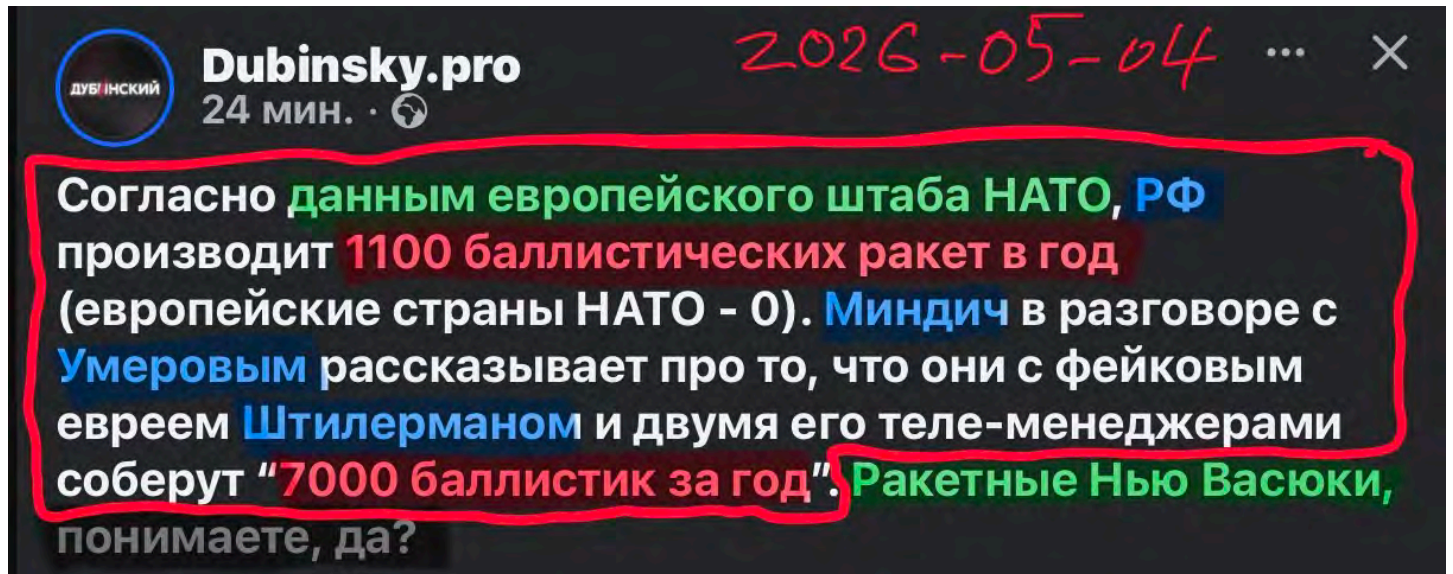 ДУБИНСКИЙ
Dubinsky.pro
24 мин. ·
2026-05-04
Согласно данным европейского штаба НАТО, РФ
производит 1100 баллистических ракет в год
(европейские страны НАТО - 0). Миндич в разговоре с
Умеровым рассказывает про то, что они с фейковым
евреем Штилерманом и двумя его теле-менеджерами
соберут “7000 баллистик за год”. Ракетные Нью Васюки,
понимаете, да?